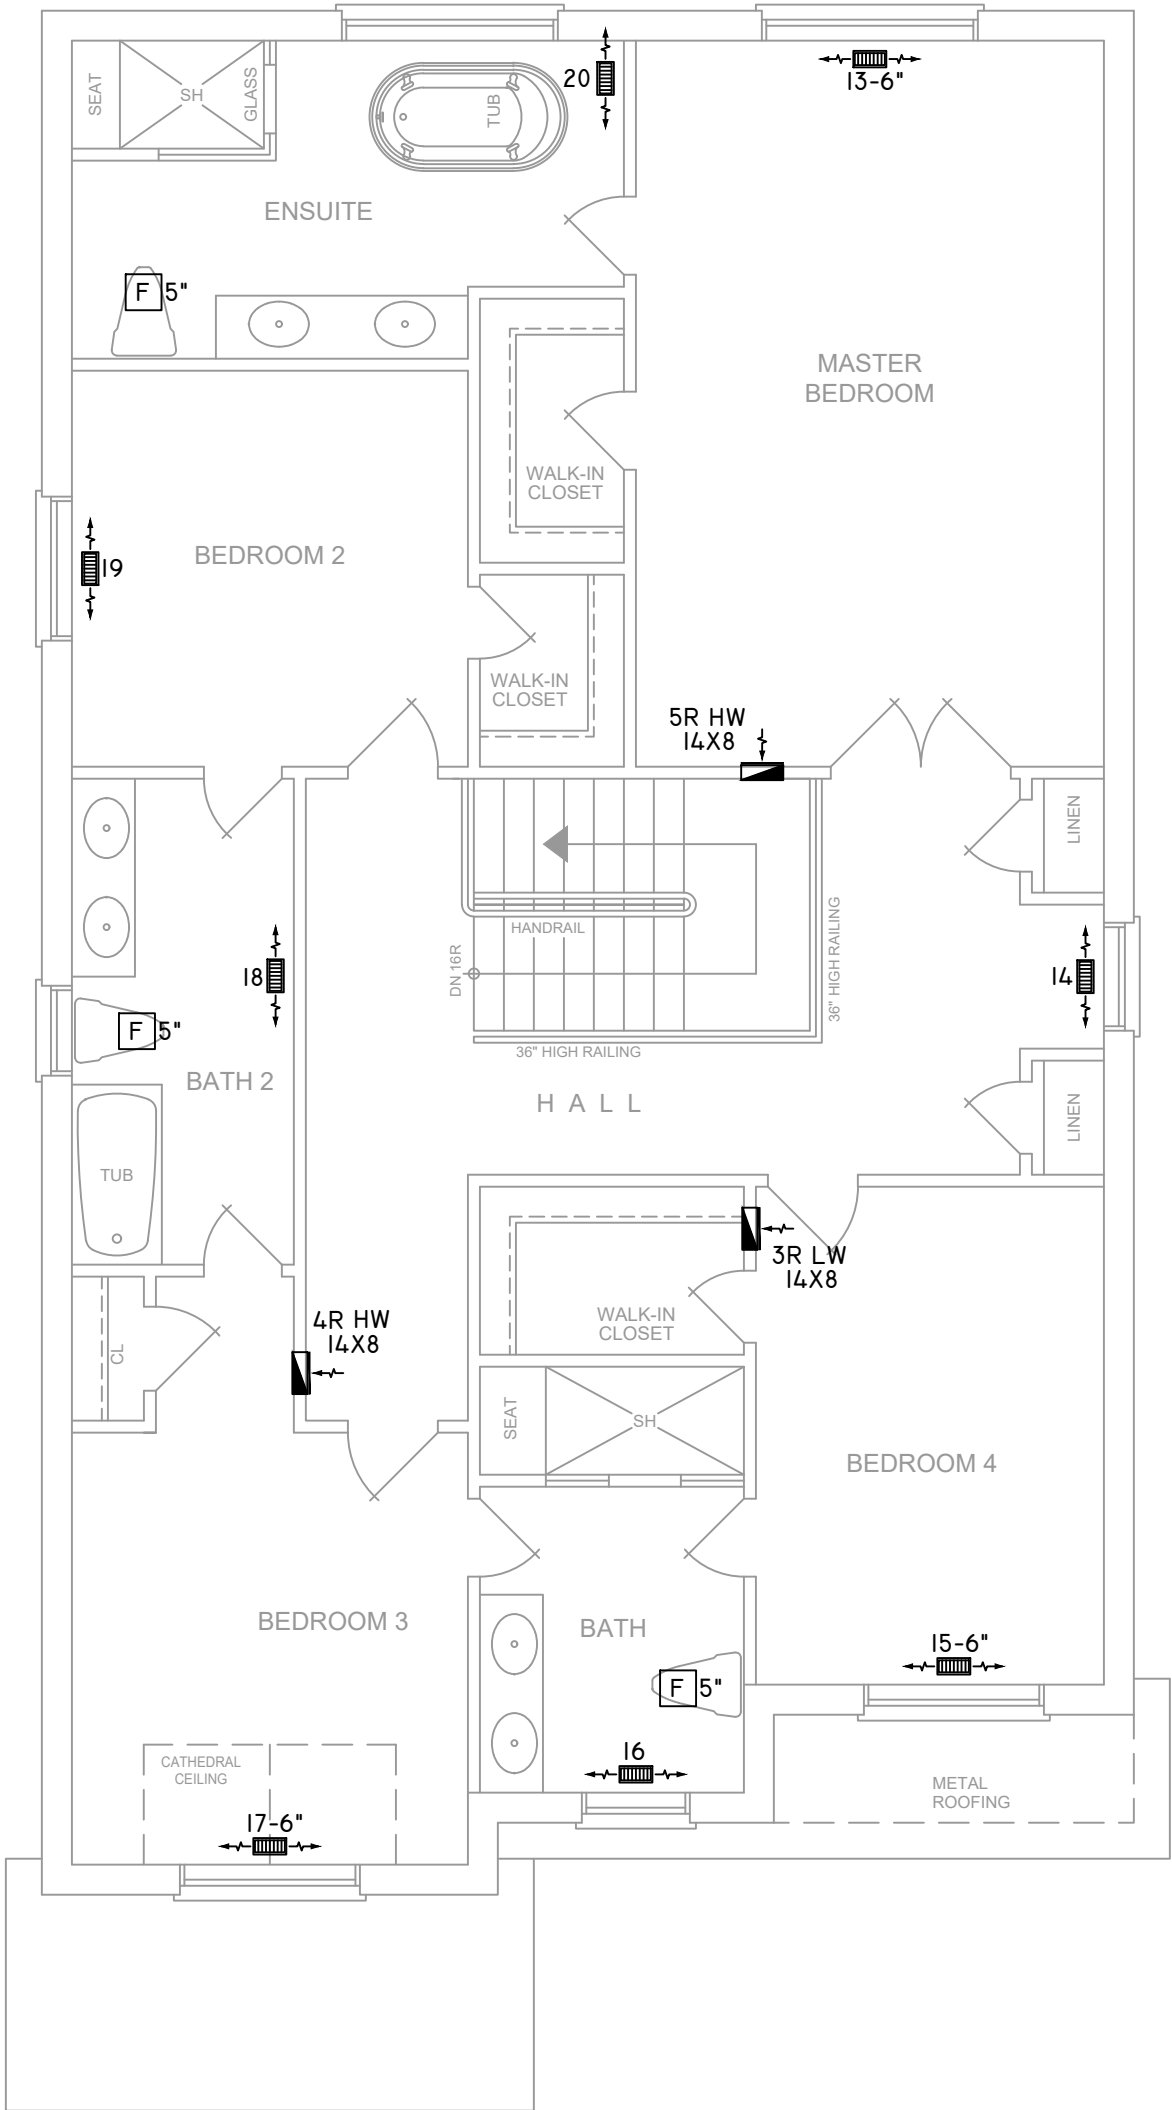 SEAT
SH
GLASS
TUB
20
13-6"
ENSUITE
F 5"
MASTER
BEDROOM
WALK-IN
CLOSET
19
BEDROOM 2
WALK-IN
CLOSET
5R HW
14X8
LINEN
HANDRAIL
DN 16R
36" HIGH RAILING
18
14
F 5"
36" HIGH RAILING
BATH 2
HALL
LINEN
TUB
3R LW
14X8
WALK-IN
CLOSET
4R HW
14X8
CL
SEAT
SH
BEDROOM 4
BEDROOM 3
BATH
15-6"
F 5"
16
CATHEDRAL
CEILING
METAL
ROOFING
17-6"